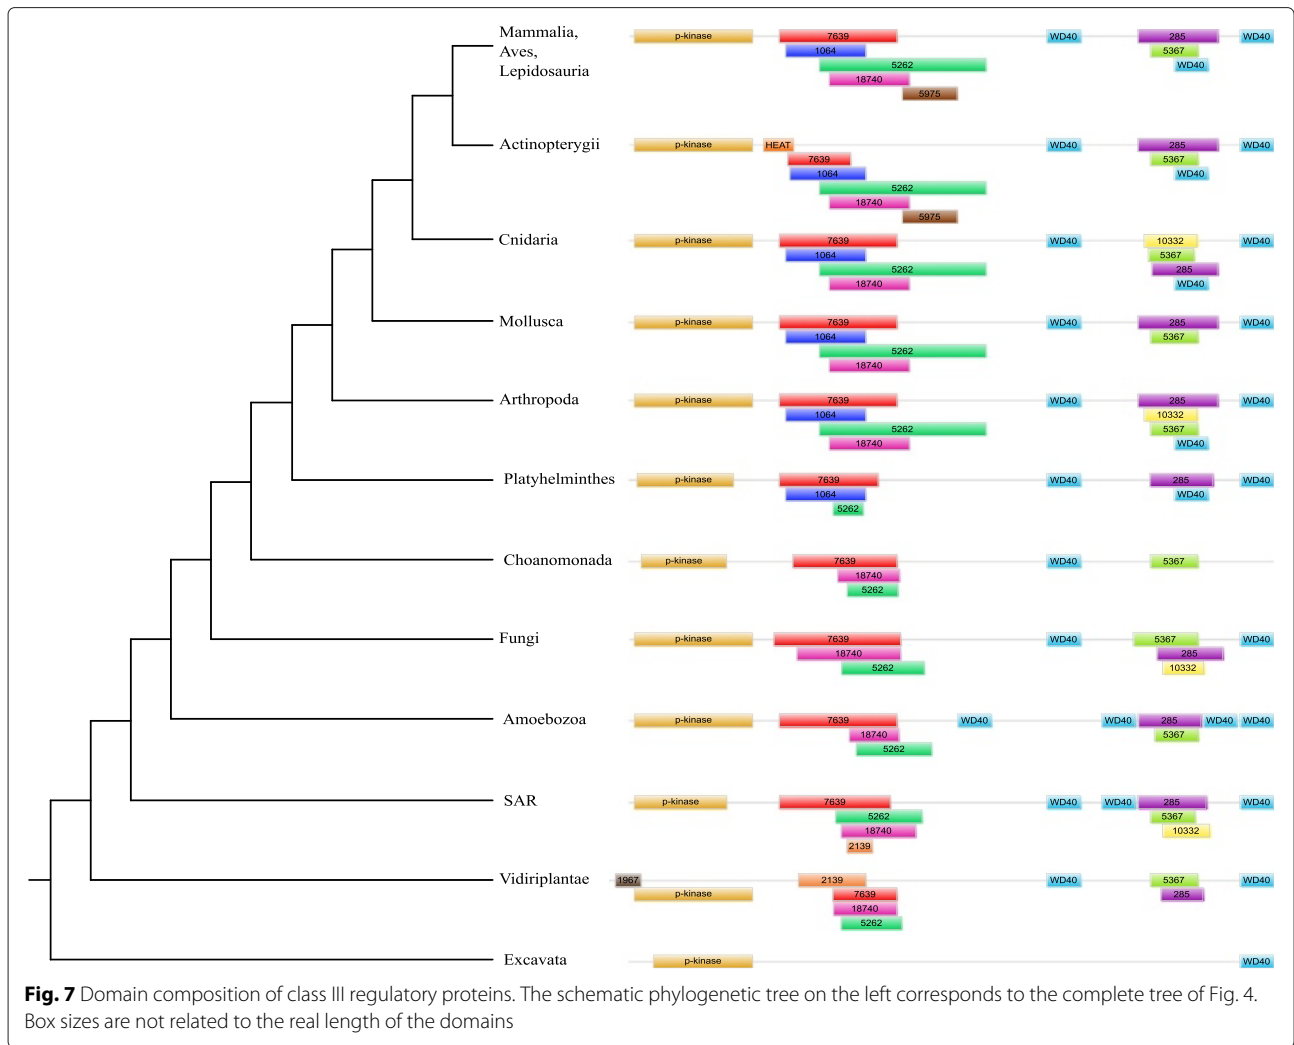 Mammalia,
Aves,
Lepidosauria
p-kinase 7639 WD40 285 WD40
1064 5367
5262 WD40
18740
5975
Actinopterygii p-kinase HEAT WD40 285 WD40
7639 5367
1064 WD40
5262
18740
5975
Cnidaria p-kinase 7639 WD40 10332 WD40
1064 5367
5262 285
18740 WD40
Mollusca p-kinase 7639 WD40 285 WD40
1064 5367
5262
18740
Arthropoda p-kinase 7639 WD40 285 WD40
1064 10332
5262 5367
18740 WD40
Platyhelminthes p-kinase 7639 WD40 285 WD40
1064 WD40
5262
Choanomonada p-kinase 7639 WD40 5367
18740
5262
Fungi p-kinase 7639 WD40 5367 WD40
18740 285
5262 10332
Amoebozoa p-kinase 7639 WD40 WD40 285 WD40 WD40
18740 5367
5262
SAR p-kinase 7639 WD40 WD40 285 WD40
5262 5367
18740 10332
2139
Vidiriplantae 1967 2139 WD40 5367 WD40
p-kinase 7639 285
18740
5262
Excavata p-kinase WD40
Fig. 7 Domain composition of class III regulatory proteins. The schematic phylogenetic tree on the left corresponds to the complete tree of Fig. 4.
Box sizes are not related to the real length of the domains